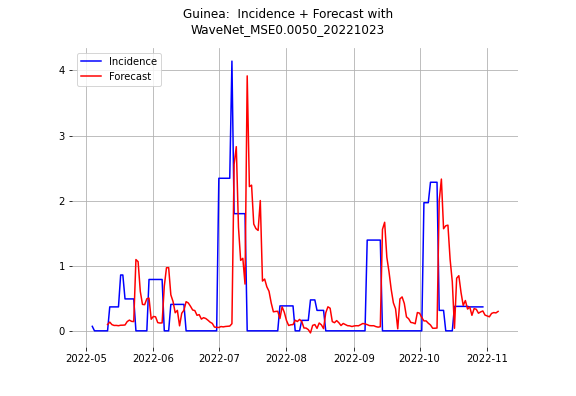 Guinea:  Incidence + Forecast with
WaveNet_MSE0.0050_20221023
Incidence
Forecast
4
3
2
1
0
2022-05 2022-06 2022-07 2022-08 2022-09 2022-10 2022-11